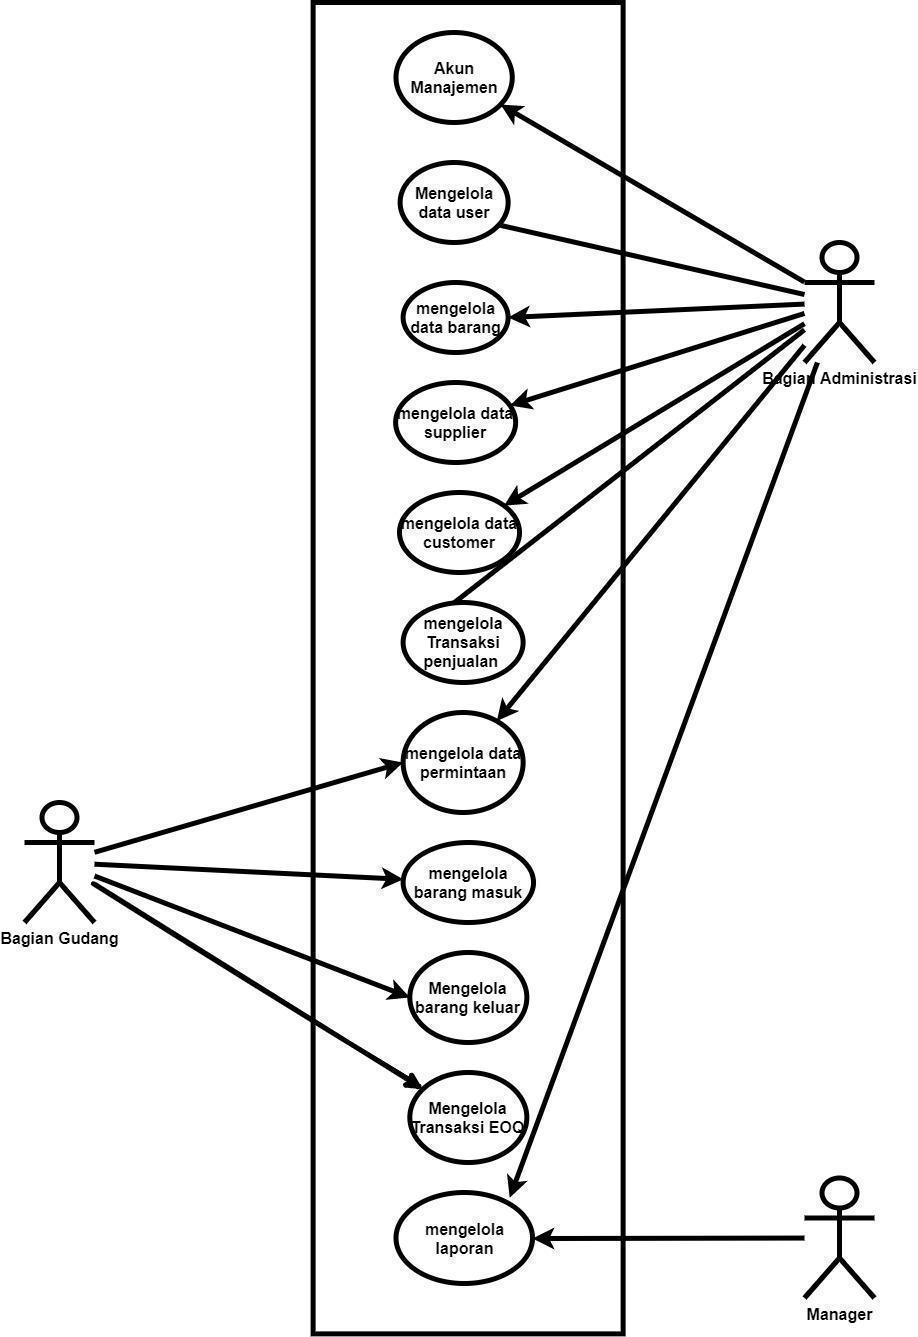 Akun
Manajemen
Mengelola
data user
mengelola
data barang
mengelola data
supplier
mengelola data
customer
mengelola
Transaksi
penjualan
mengelola data
permintaan
mengelola
barang masuk
Mengelola
barang keluar
Mengelola
Transaksi EOQ
mengelola
laporan
Bagian Administrasi
Bagian Gudang
Manager